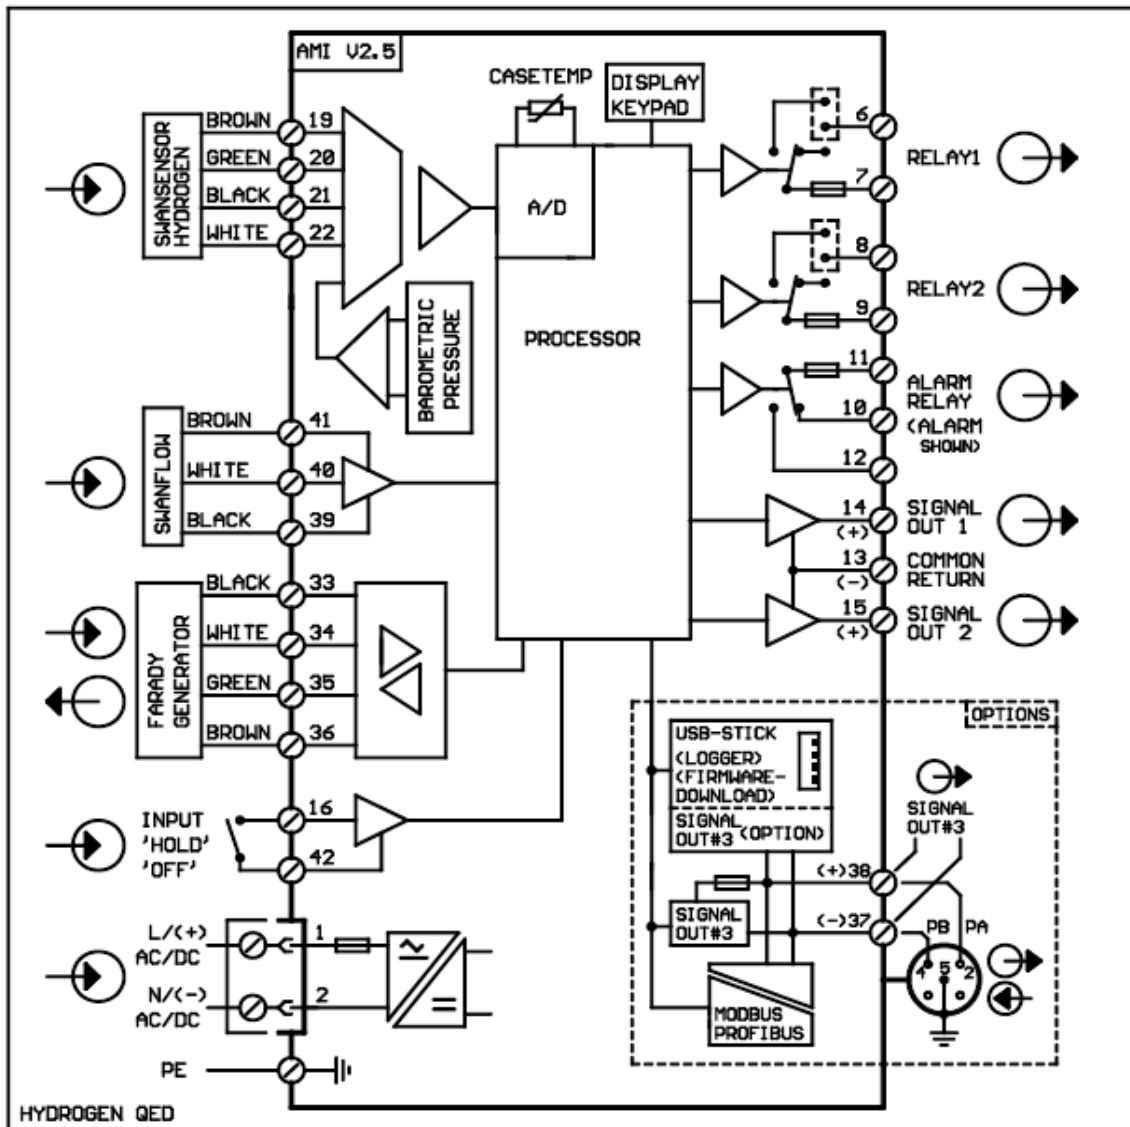 AMI V2.5
CASETEMP
DISPLAY
KEYPAD
SWANSENSOR
HYDROGEN
BROWN 19
GREEN 20
BLACK 21
WHITE 22
A/D
PROCESSOR
BAROMETRIC
PRESSURE
6
7
RELAY1
8
9
RELAY2
11
10
12
ALARM
RELAY
(ALARM
SHOWN)
SWANFLOW
BROWN 41
WHITE 40
BLACK 39
14
(+)
SIGNAL
OUT 1
13
(-)
COMMON
RETURN
15
(+)
SIGNAL
OUT 2
FARADY
GENERATOR
BLACK 33
WHITE 34
GREEN 35
BROWN 36
INPUT
'HOLD'
'OFF'
16
42
OPTIONS
USB-STICK
(LOGGER)
(FIRMWARE-
DOWNLOAD)
SIGNAL
OUT#3 (OPTION)
SIGNAL
OUT#3
(+)38
SIGNAL
OUT#3
(-)37
PB PA
4 5 2
MODBUS
PROFIBUS
L/(+)
AC/DC
1
N/(-)
AC/DC
2
PE
HYDROGEN QED